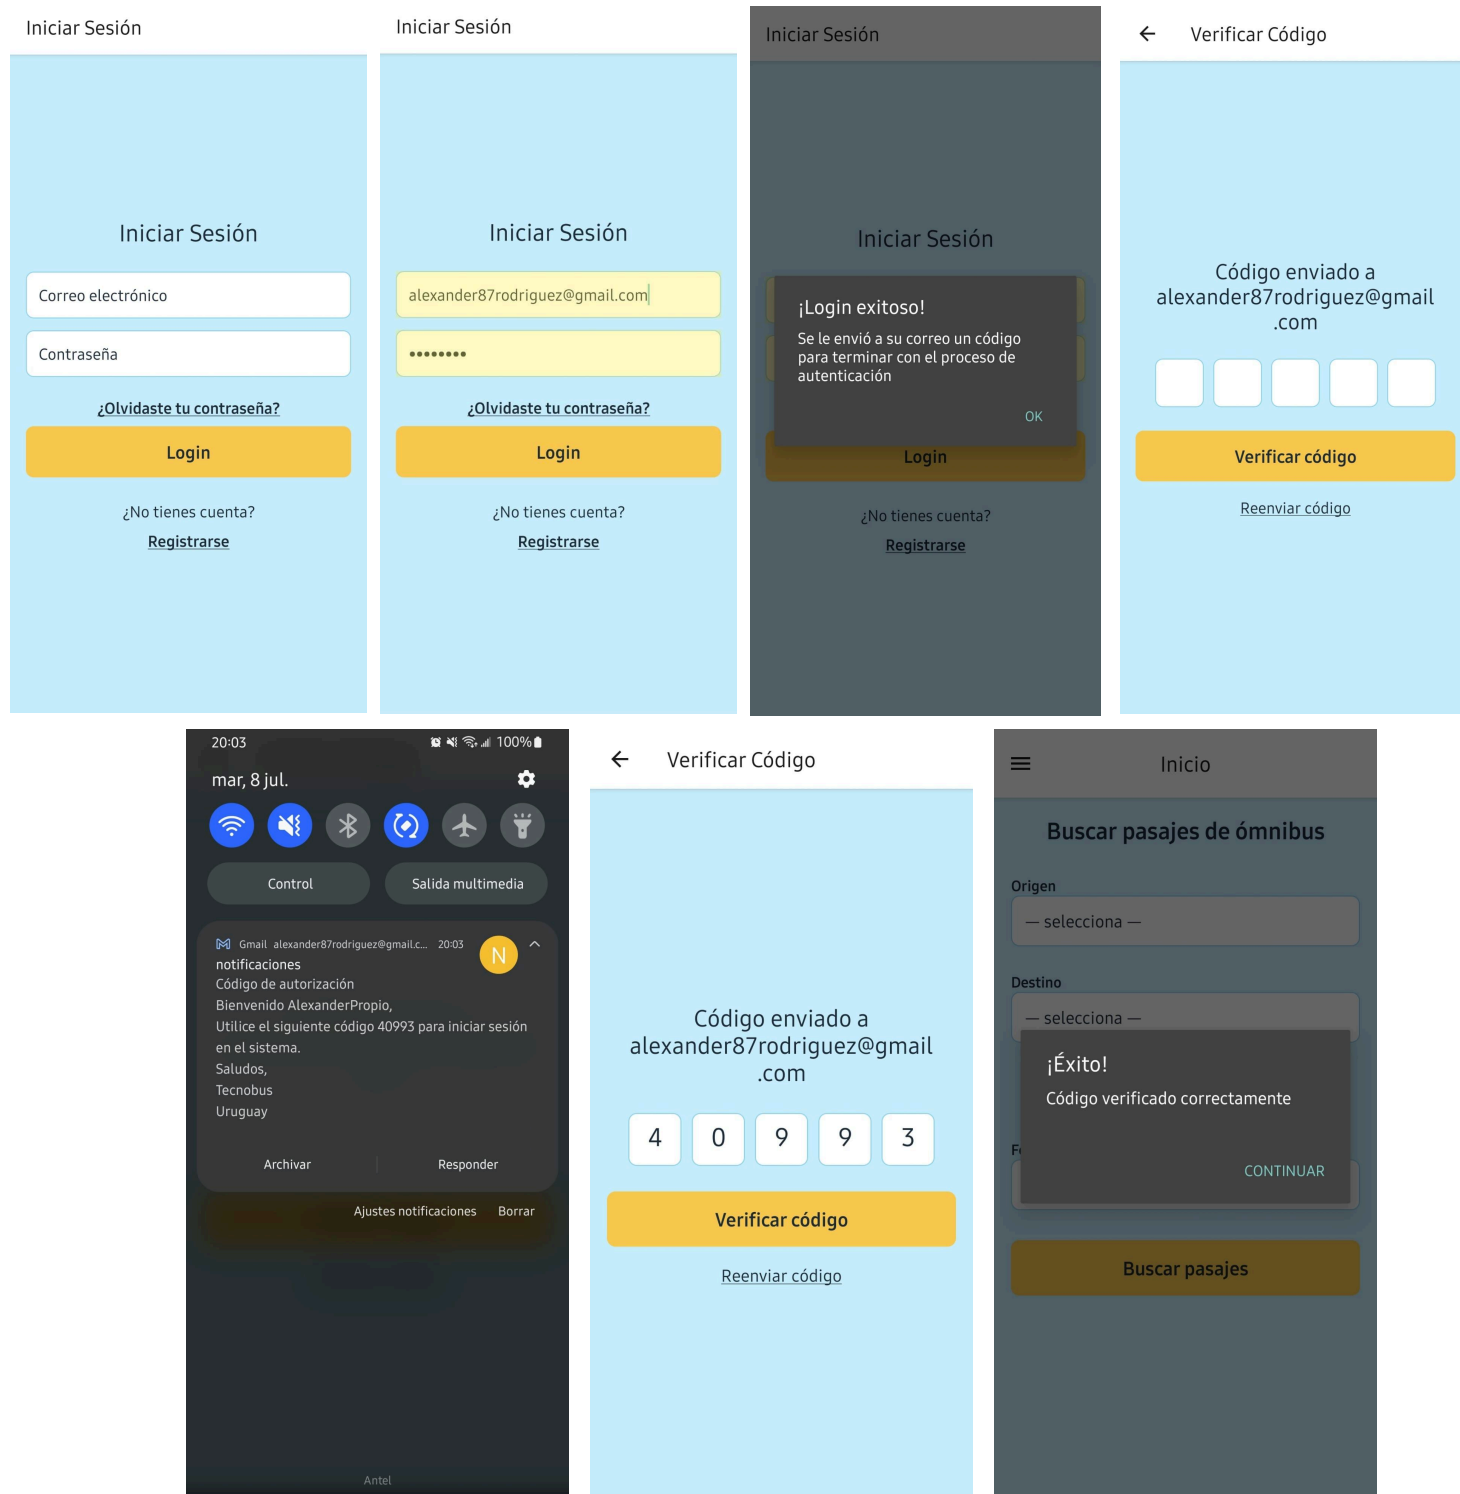 Iniciar Sesión
Iniciar Sesión
Correo electrónico
Contraseña
¿Olvidaste tu contraseña?
Login
¿No tienes cuenta?
Registrarse
Iniciar Sesión
Iniciar Sesión
alexander87rodriguez@gmail.com
••••••••
¿Olvidaste tu contraseña?
Login
¿No tienes cuenta?
Registrarse
Iniciar Sesión
Iniciar Sesión
¡Login exitoso!
Se le envió a su correo un código
para terminar con el proceso de
autenticación
OK
Login
¿No tienes cuenta?
Registrarse
Verificar Código
Código enviado a
alexander87rodriguez@gmail
.com
Verificar código
Reenviar código
20:03 100%
mar, 8 jul.
Control Salida multimedia
Gmail alexander87rodriguez@gmail.c... 20:03
N
notificaciones
Código de autorización
Bienvenido AlexanderPropio,
Utilice el siguiente código 40993 para iniciar sesión
en el sistema.
Saludos,
Tecnobus
Uruguay
Archivar Responder
Ajustes notificaciones Borrar
Antel
Verificar Código
Código enviado a
alexander87rodriguez@gmail
.com
4 0 9 9 3
Verificar código
Reenviar código
Inicio
Buscar pasajes de ómnibus
Origen
— selecciona —
Destino
— selecciona —
¡Éxito!
Código verificado correctamente
CONTINUAR
Buscar pasajes